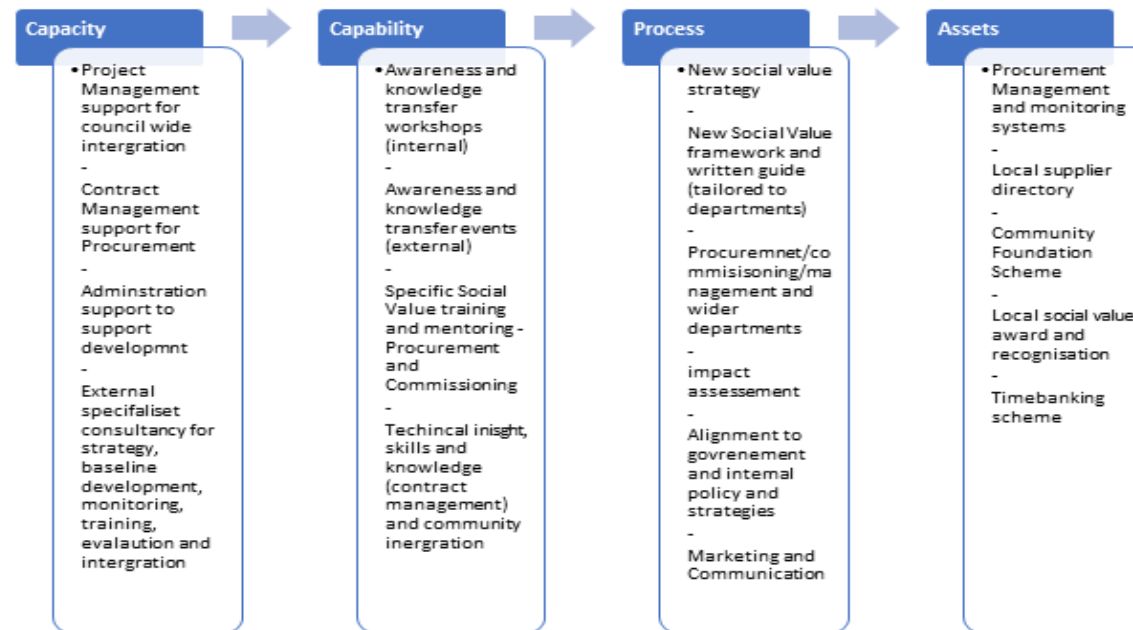 Capacity
•Project
Management
support for
council wide
intergration
-
Contract
Management
support for
Procurement
-
Adminstration
support to
support
developmnt
-
External
specifaliset
consultancy for
strategy,
baseline
development,
monitoring,
training,
evalaution and
intergration
Capability
•Awareness and
knowledge
transfer
workshops
(internal)
-
Awareness and
knowledge
transfer events
(external)
-
Specific Social
Value training
and mentoring -
Procurement
and
Commissioning
-
Techincal inisght,
skills and
knowledge
(contract
management)
and community
inergration
Process
•New social value
strategy
-
New Social Value
framework and
written guide
(tailored to
departments)
-
Procuremnet/co
mmisisoning/ma
nagement and
wider
departments
-
impact
assessment
-
Alignment to
govrenement
and internal
policy and
strategies
-
Marketing and
Communication
Assets
•Procurement
Management
and monitoring
systems
-
Local supplier
directory
-
Community
Foundation
Scheme
-
Local social value
award and
recognisation
-
Timebanking
scheme